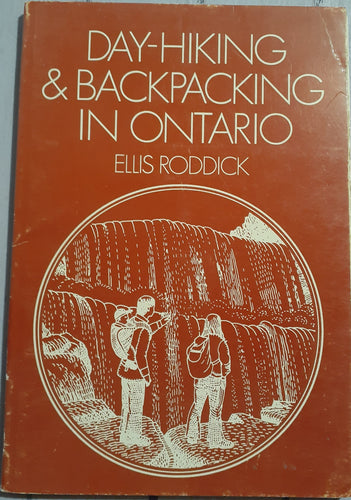 DAY-HIKING
& BACKPACKING
IN ONTARIO
ELLIS RODDICK